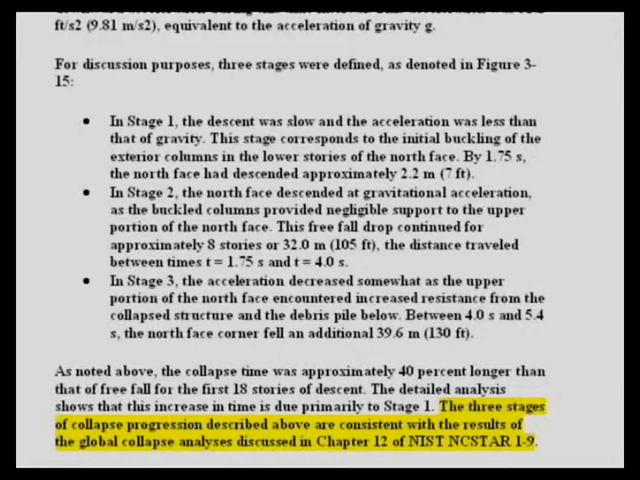 ft/s2 (9.81 m/s2), equivalent to the acceleration of gravity g.
For discussion purposes, three stages were defined, as denoted in Figure 3-
15:
• In Stage 1, the descent was slow and the acceleration was less than
that of gravity. This stage corresponds to the initial buckling of the
exterior columns in the lower stories of the north face. By 1.75 s,
the north face had descended approximately 2.2 m (7 ft).
• In Stage 2, the north face descended at gravitational acceleration,
as the buckled columns provided negligible support to the upper
portion of the north face. This free fall drop continued for
approximately 8 stories or 32.0 m (105 ft), the distance traveled
between times t = 1.75 s and t = 4.0 s.
• In Stage 3, the acceleration decreased somewhat as the upper
portion of the north face encountered increased resistance from the
collapsed structure and the debris pile below. Between 4.0 s and 5.4
s, the north face corner fell an additional 39.6 m (130 ft).
As noted above, the collapse time was approximately 40 percent longer than
that of free fall for the first 18 stories of descent. The detailed analysis
shows that this increase in time is due primarily to Stage 1. The three stages
of collapse progression described above are consistent with the results of
the global collapse analyses discussed in Chapter 12 of NIST NCSTAR 1-9.